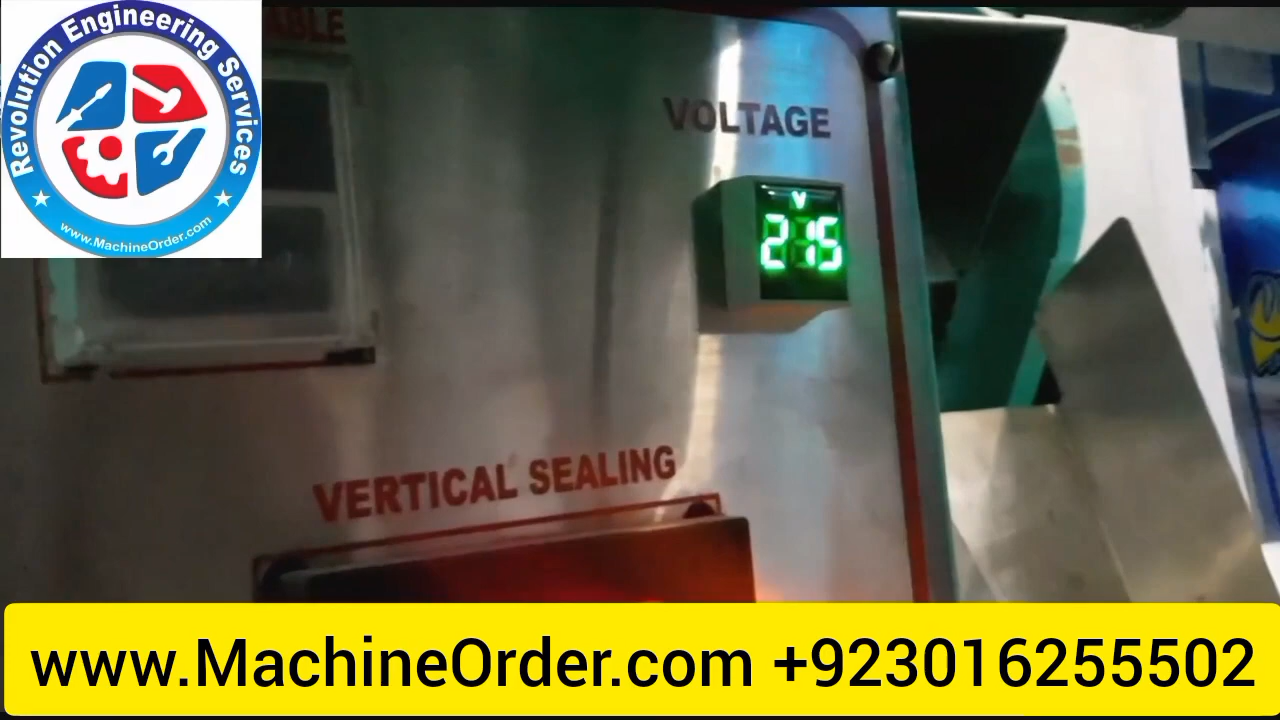 Revolution Engineering Services
www.MachineOrder.com
VOLTAGE
V
215
VERTICAL SEALING
www.MachineOrder.com +923016255502